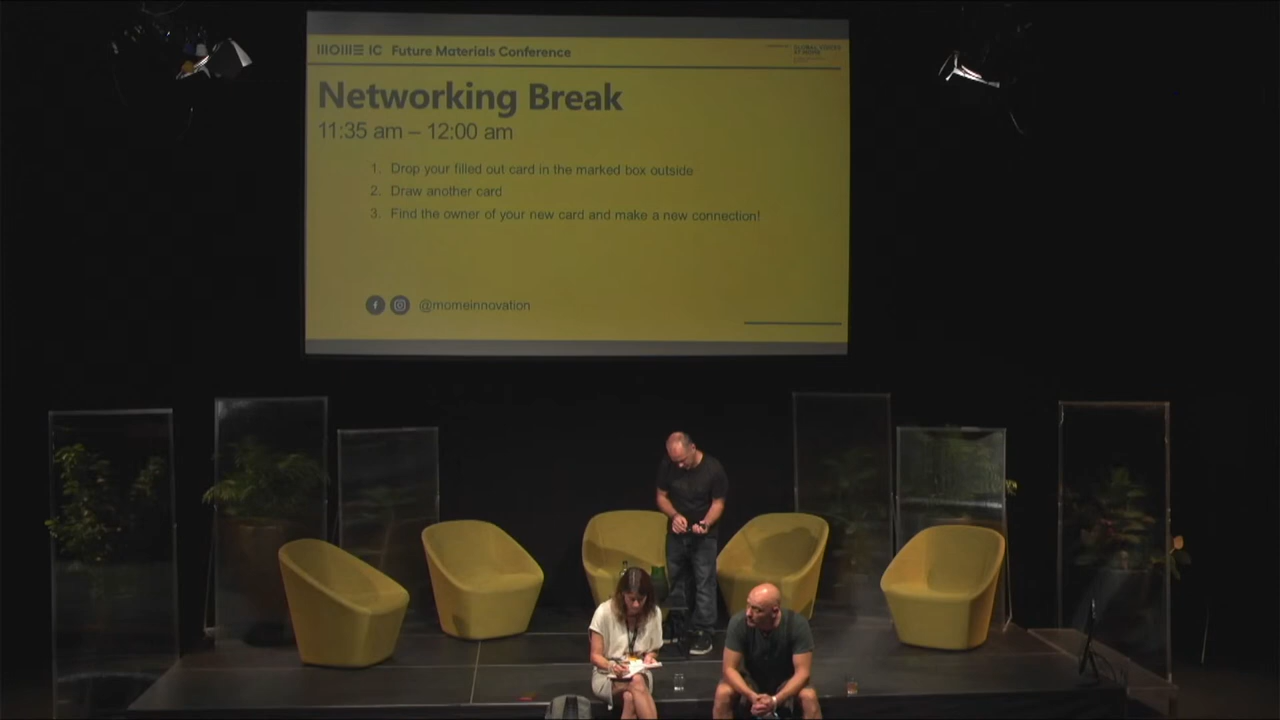 MOME IC Future Materials Conference
Networking Break
11:35 am – 12:00 am
1. Drop your filled out card in the marked box outside
2. Draw another card
3. Find the owner of your new card and make a new connection!
@momeinnovation